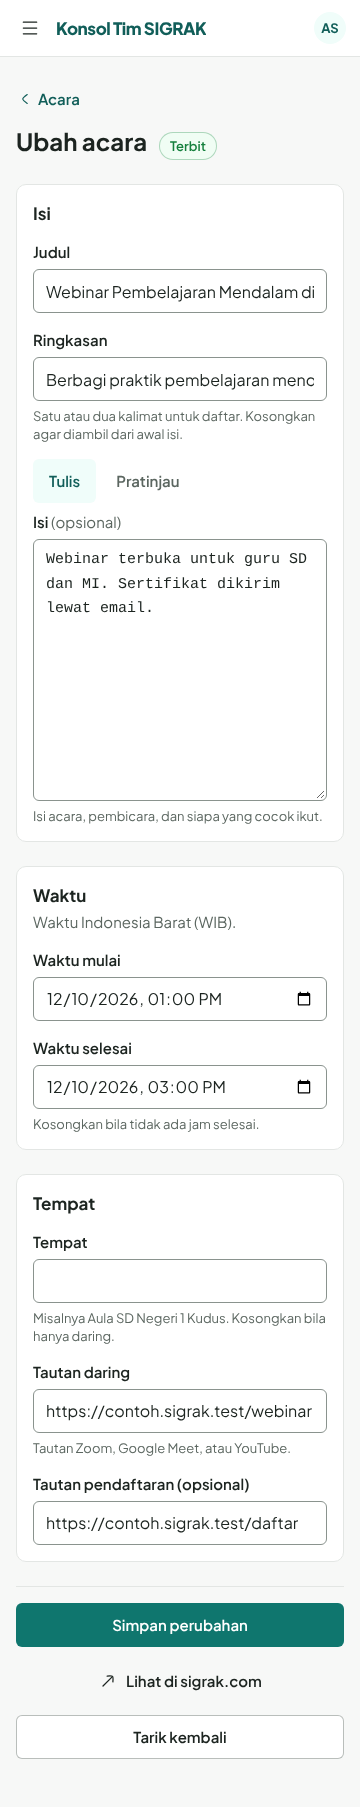 Konsol Tim SIGRAK
AS
Acara
Ubah acara
Terbit
Isi
Judul
Webinar Pembelajaran Mendalam di
Ringkasan
Berbagi praktik pembelajaran
Satu atau dua kalimat untuk daftar. Kosongkan
agar diambil dari awal isi.
Tulis
Pratinjau
Isi (opsional)
Webinar terbuka untuk guru SD
dan MI. Sertifikat dikirim
lewat email.
Isi acara, pembicara, dan siapa yang cocok ikut.
Waktu
Waktu Indonesia Barat (WIB).
Waktu mulai
12/10/2026, 01:00 PM
Waktu selesai
12/10/2026, 03:00 PM
Kosongkan bila tidak ada jam selesai.
Tempat
Tempat
Misalnya Aula SD Negeri 1 Kudus. Kosongkan bila
hanya daring.
Tautan daring
https://contoh.sigrak.test/webinar
Tautan Zoom, Google Meet, atau YouTube.
Tautan pendaftaran (opsional)
https://contoh.sigrak.test/daftar
Simpan perubahan
Lihat di sigrak.com
Tarik kembali